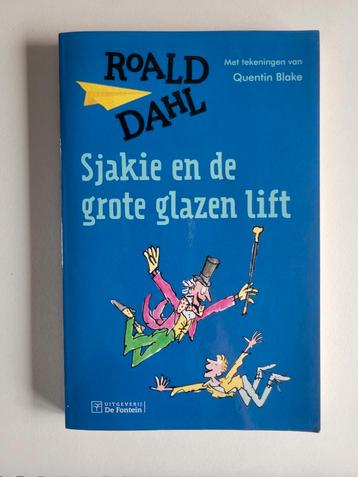 ROALD
DAHL
Met tekeningen van
Quentin Blake
Sjakie en de
grote glazen lift
UITGEVERIJ
De Fontein